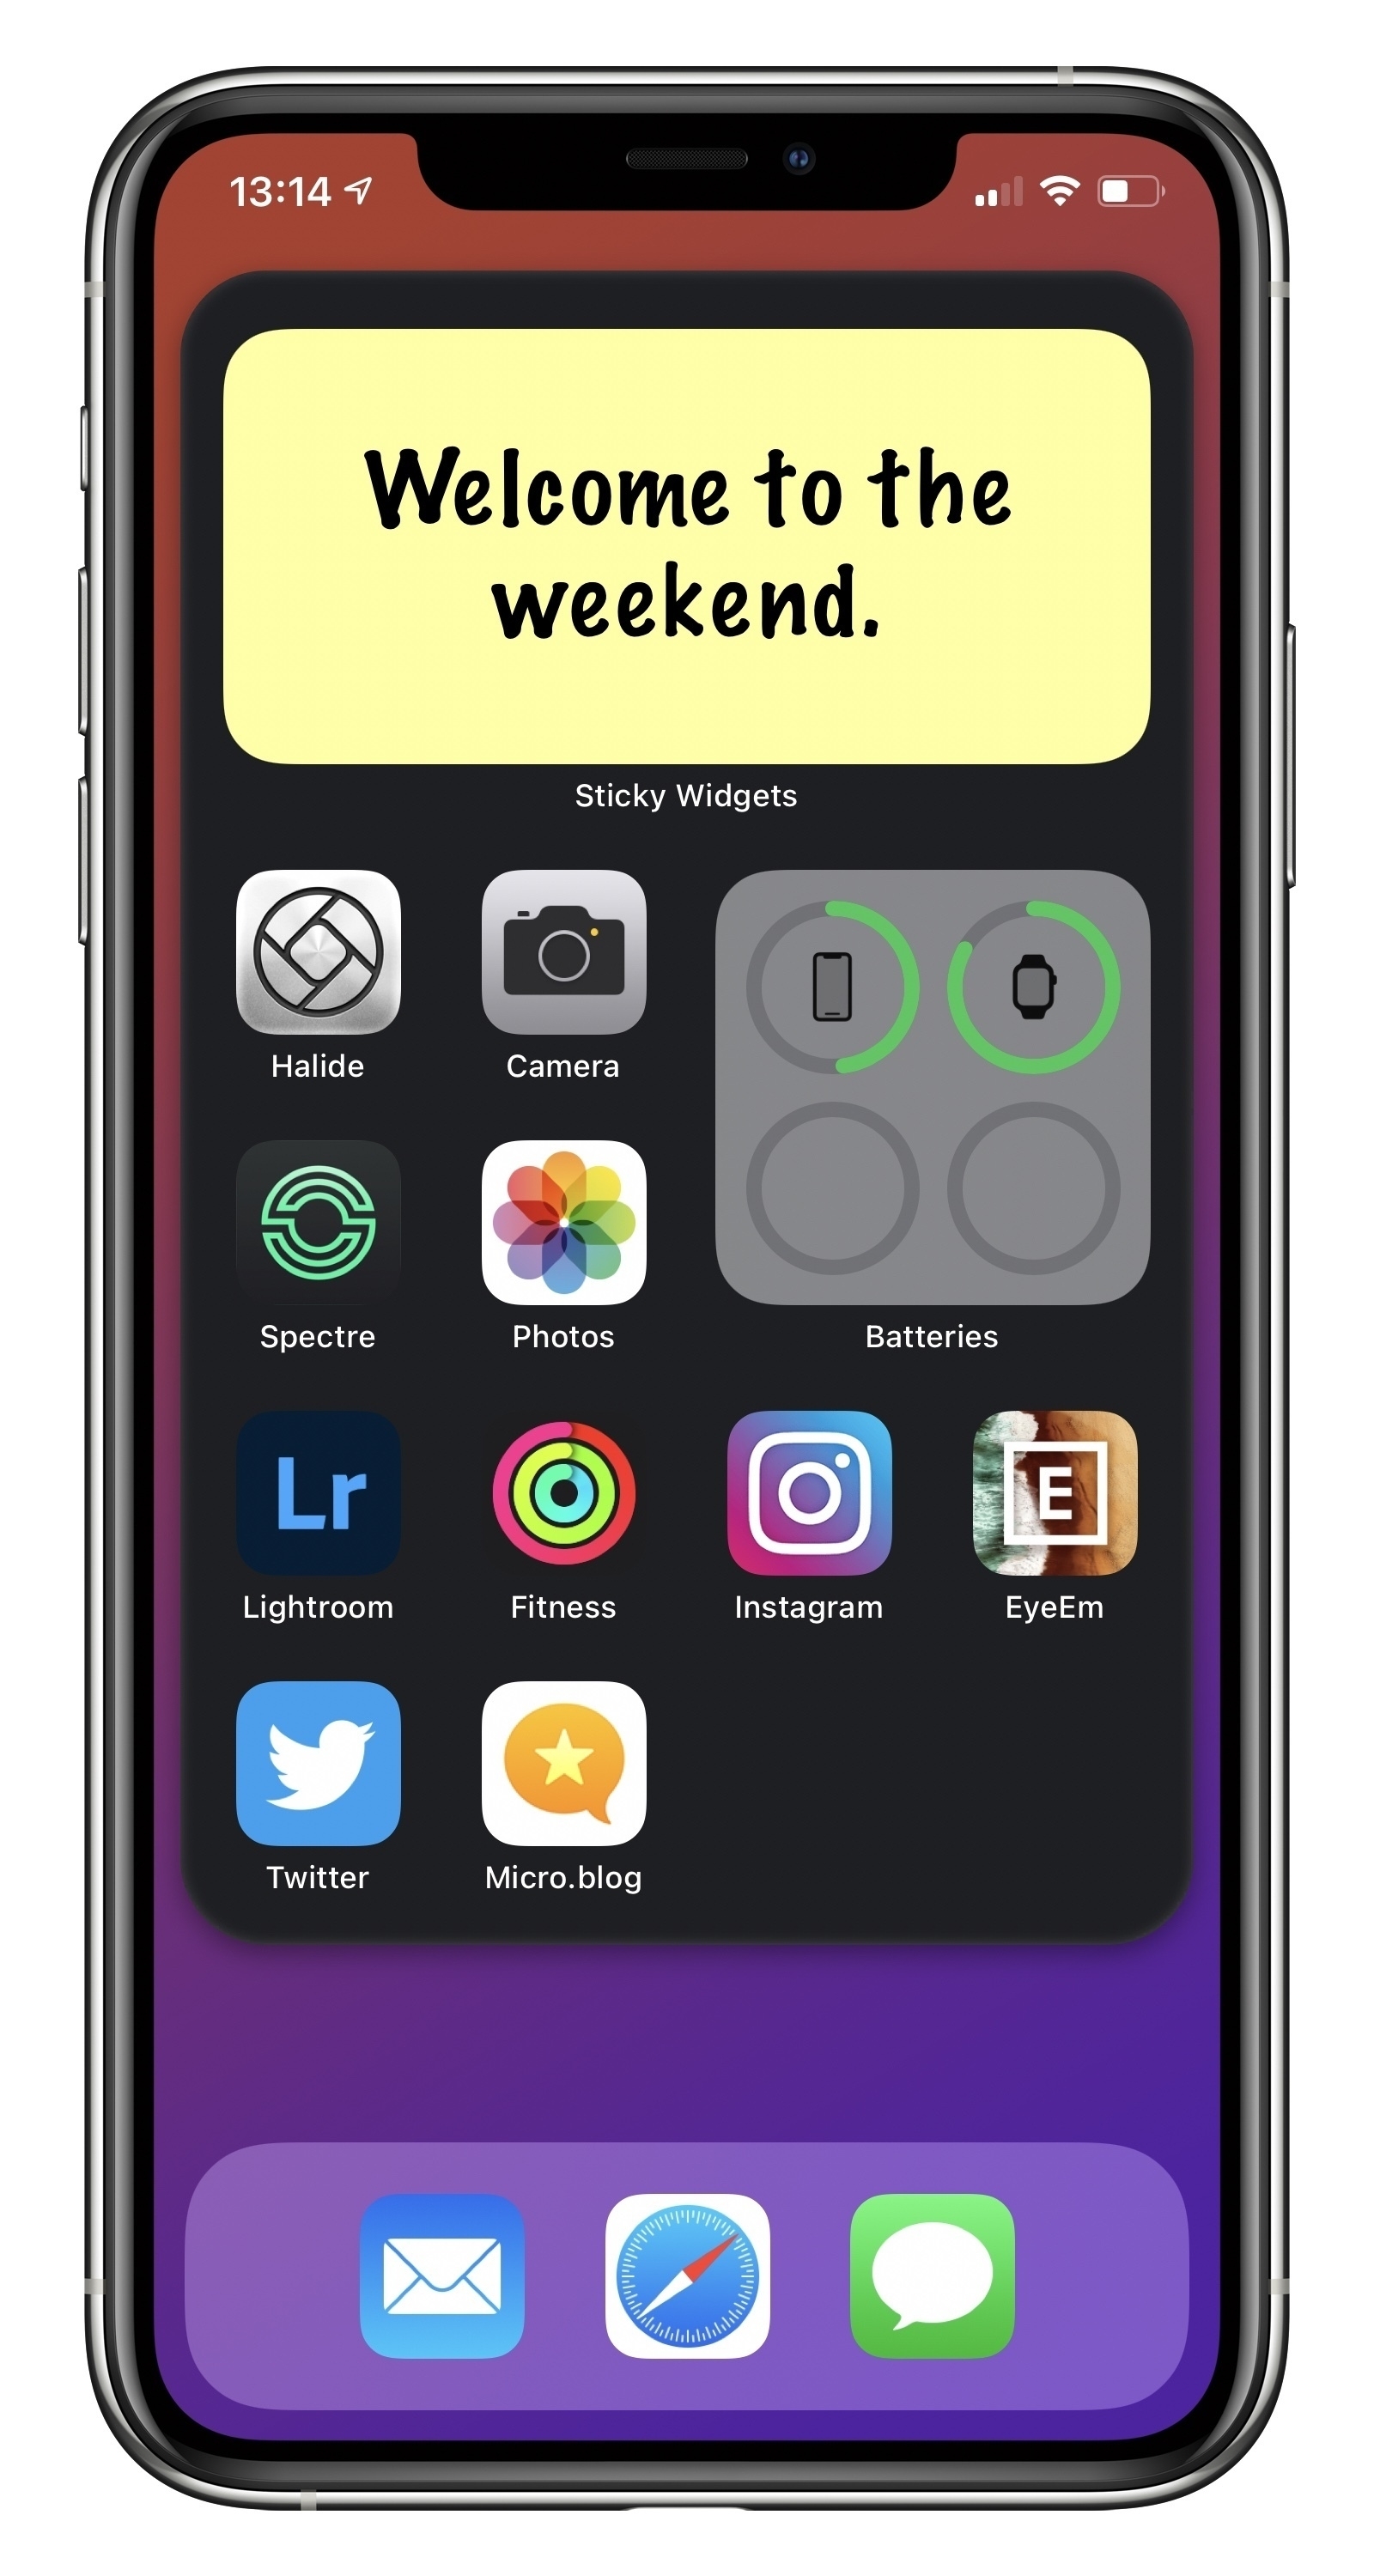 13:14
Welcome to the
weekend.
Sticky Widgets
Halide
Camera
Spectre
Photos
Batteries
Lr
E
Lightroom
Fitness
Instagram
EyeEm
Twitter
Micro.blog